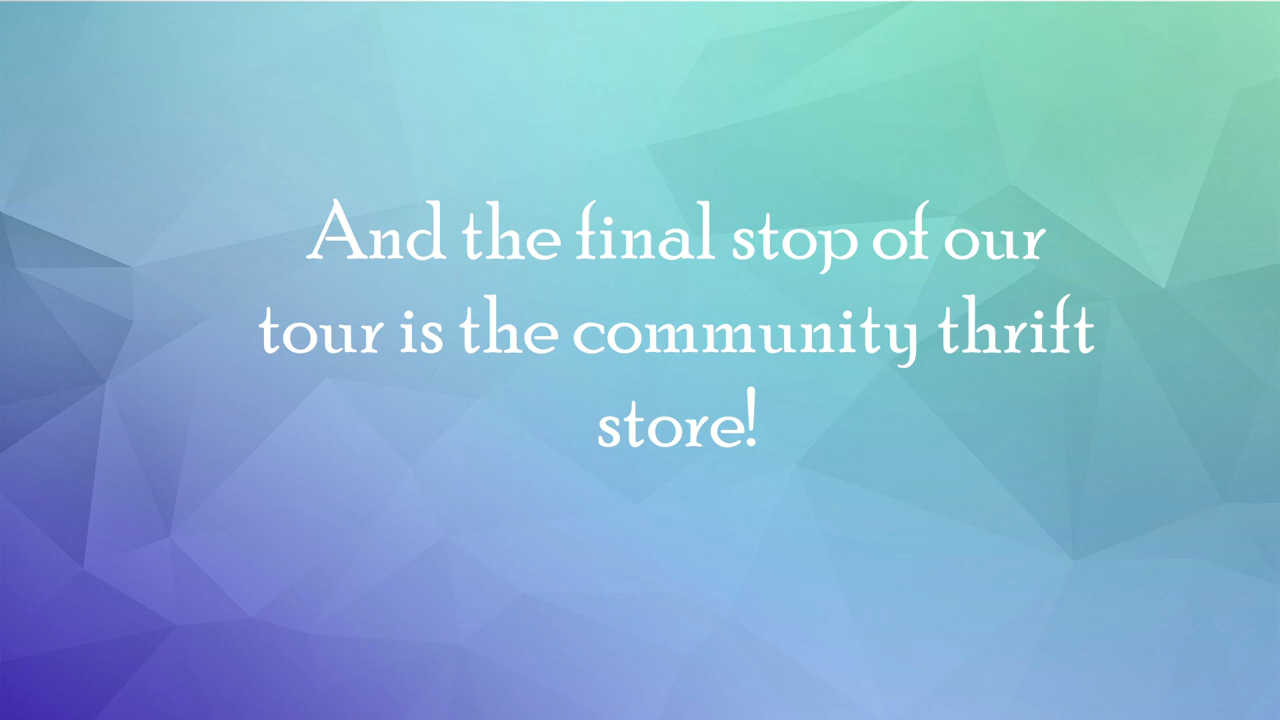 And the final stop of our
tour is the community thrift
store!